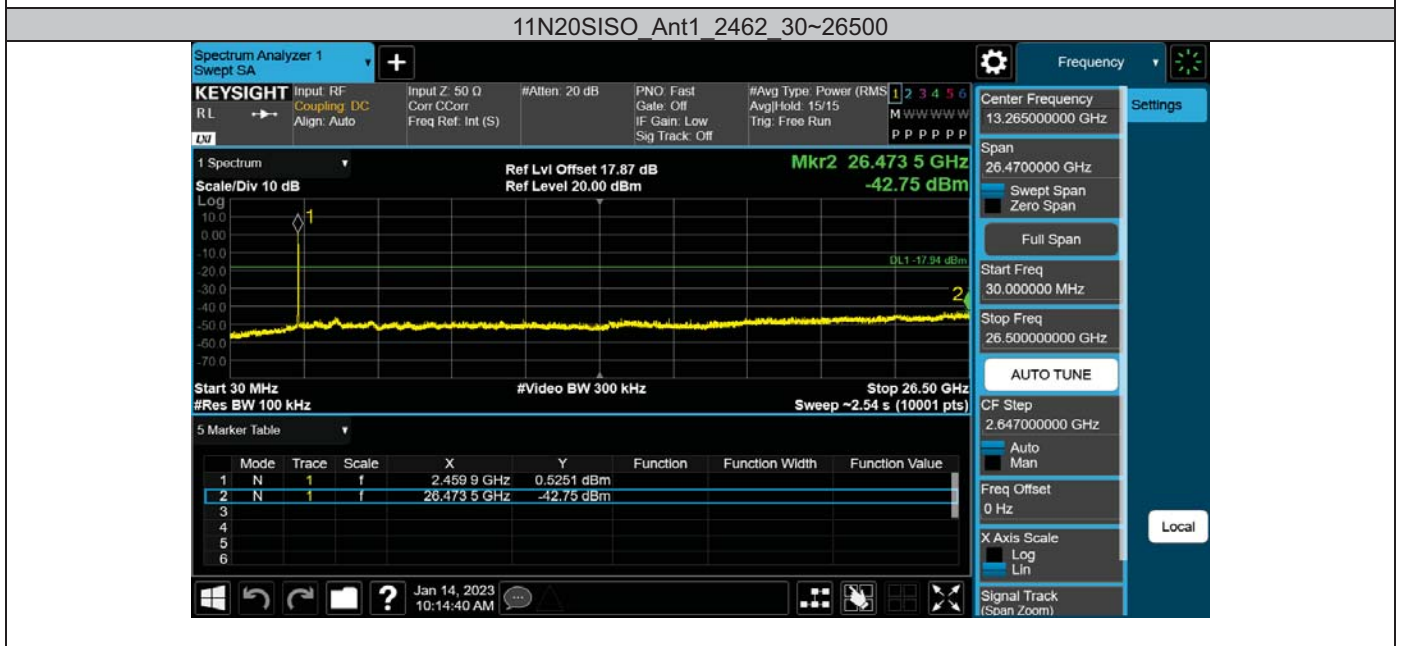 11N20SISO_Ant1_2462_30~26500
Spectrum Analyzer 1
Swept SA
+
Frequency
KEYSIGHT
RL
LXI
Input: RF
Coupling: DC
Align: Auto
Input Z: 50 Ω
Corr CCorr
Freq Ref: Int (S)
#Atten: 20 dB
PNO: Fast
Gate: Off
IF Gain: Low
Sig Track: Off
#Avg Type: Power (RMS
Avg|Hold: 15/15
Trig: Free Run
1 2 3 4 5 6
M W W W W W
P P P P P P
1 Spectrum
Scale/Div 10 dB
Ref Lvl Offset 17.87 dB
Ref Level 20.00 dBm
Mkr2 26.473 5 GHz
-42.75 dBm
Log
10.0
0.00
-10.0
-20.0
-30.0
-40.0
-50.0
-60.0
-70.0
1
DL1 -17.94 dBm
2
Start 30 MHz
#Video BW 300 kHz
Stop 26.50 GHz
#Res BW 100 kHz
Sweep ~2.54 s (10001 pts)
5 Marker Table
Mode Trace Scale X Y Function Function Width Function Value
1 N 1 f 2.459 9 GHz 0.5251 dBm
2 N 1 f 26.473 5 GHz -42.75 dBm
3
4
5
6
?
Jan 14, 2023
10:14:40 AM
Center Frequency
13.265000000 GHz
Span
26.4700000 GHz
Swept Span
Zero Span
Full Span
Start Freq
30.000000 MHz
Stop Freq
26.500000000 GHz
AUTO TUNE
CF Step
2.647000000 GHz
Auto
Man
Freq Offset
0 Hz
X Axis Scale
Log
Lin
Signal Track
(Span Zoom)
Settings
Local